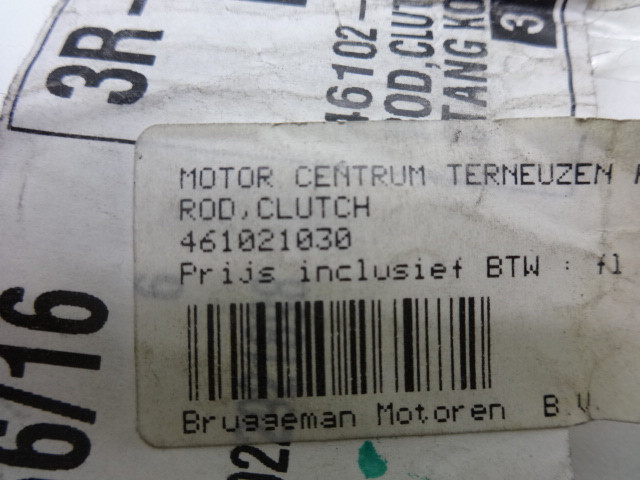 3R-
46102-
ROD,CLUT
TANG KO
3
MOTOR CENTRUM TERNEUZEN
ROD,CLUTCH
461021030
Prijs inclusief BTW : fl
Bruggeman Motoren B.V.
6/16